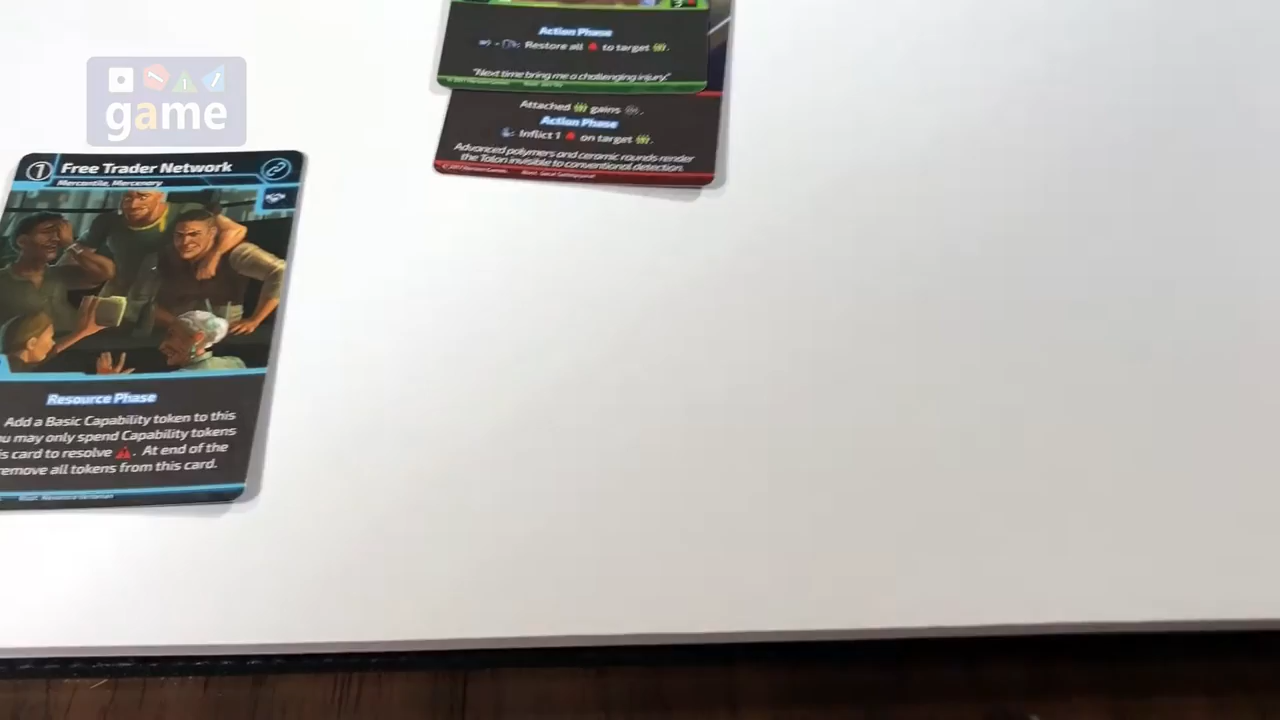 Action Phase
Restore all to target
"Next time bring me a challenging injury."
Attached gains
Action Phase
Inflict 1 on target
Advanced polymers and ceramic rounds render
the Talon invisible to conventional detection.
game
1 Free Trader Network
Mercantile, Mercenary
Resource Phase
Add a Basic Capability token to this
may only spend Capability tokens
card to resolve . At end of the
remove all tokens from this card.